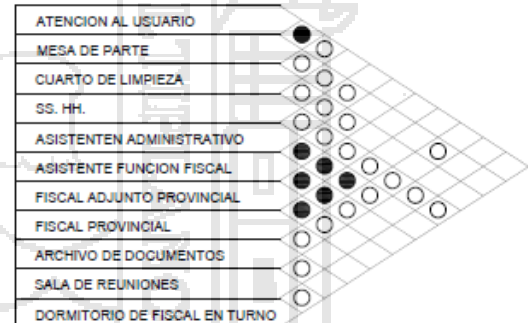 ATENCION AL USUARIO
MESA DE PARTE
CUARTO DE LIMPIEZA
SS. HH.
ASISTENTEN ADMINISTRATIVO
ASISTENTE FUNCION FISCAL
FISCAL ADJUNTO PROVINCIAL
FISCAL PROVINCIAL
ARCHIVO DE DOCUMENTOS
SALA DE REUNIONES
DORMITORIO DE FISCAL EN TURNO